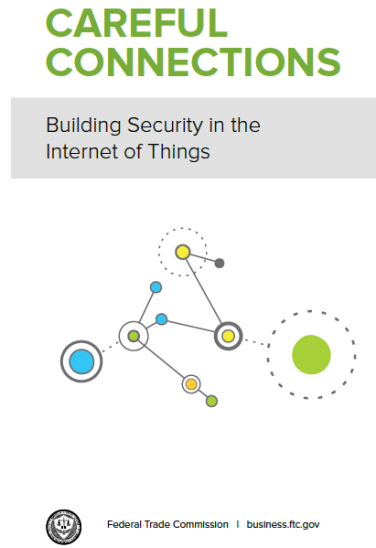 CAREFUL
CONNECTIONS
Building Security in the
Internet of Things
Federal Trade Commission | business.ftc.gov